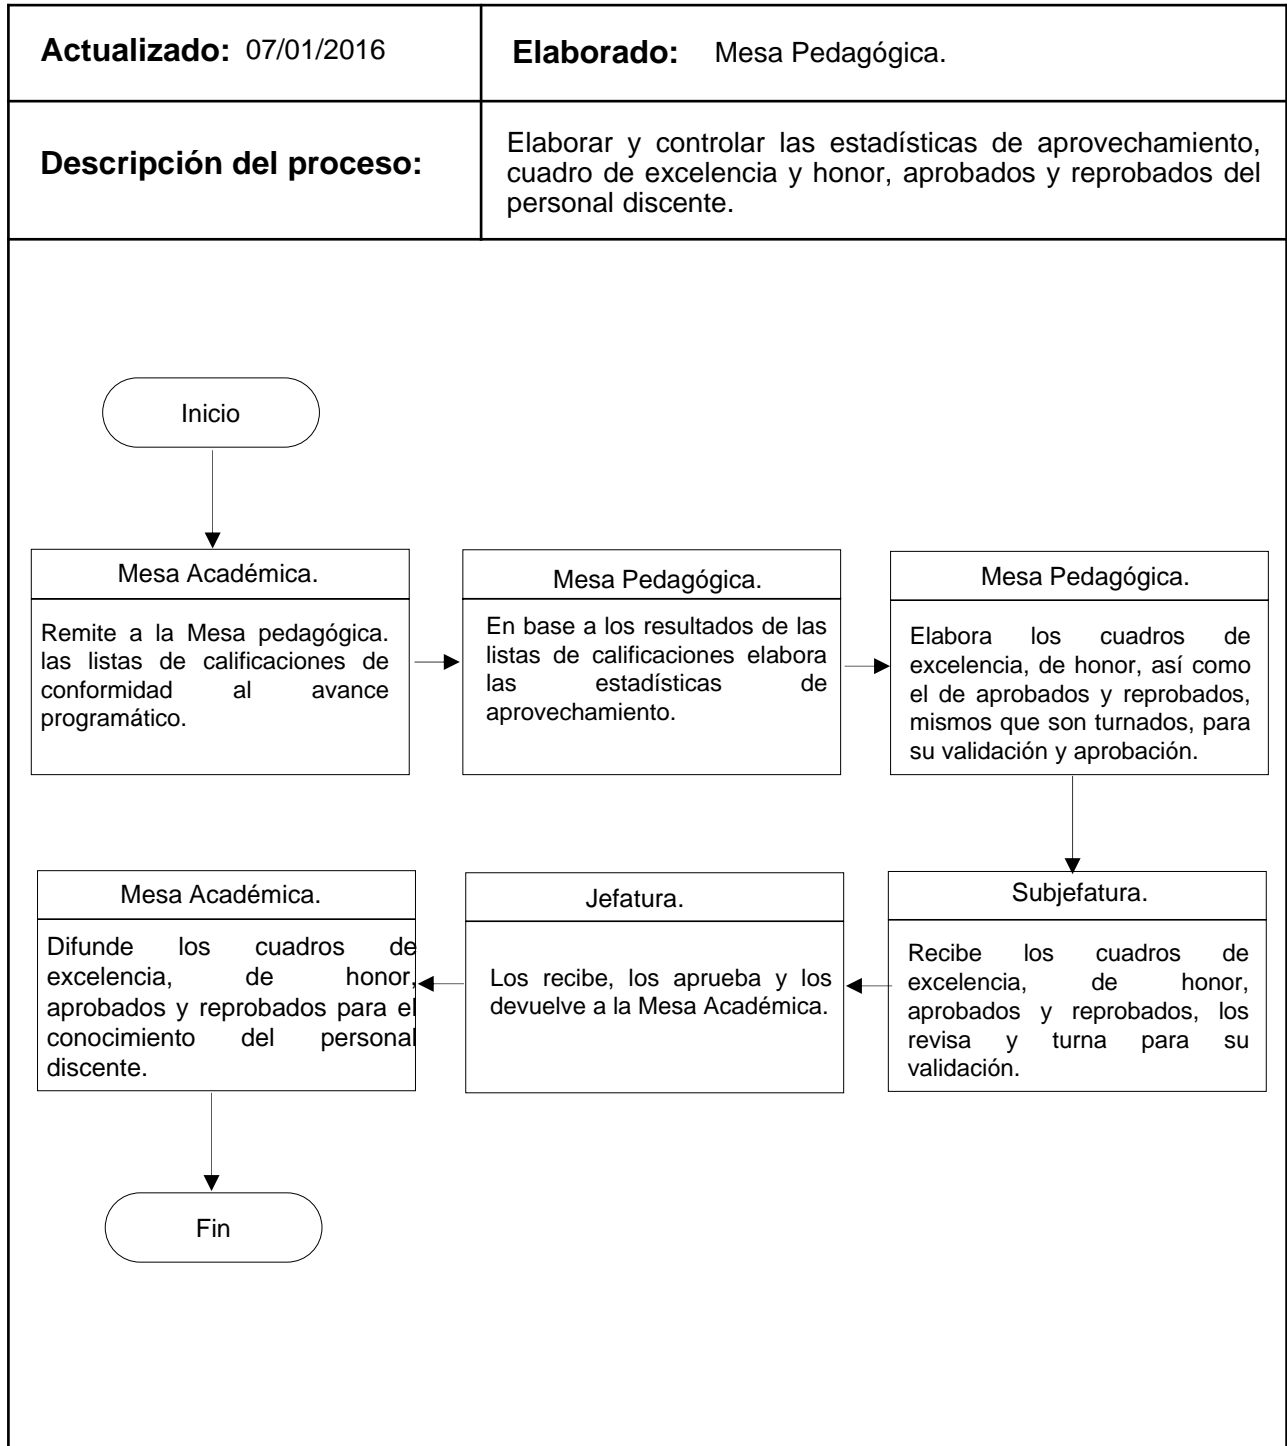 Actualizado: 07/01/2016
Elaborado: Mesa Pedagógica.
Descripción del proceso:
Elaborar y controlar las estadísticas de aprovechamiento,
cuadro de excelencia y honor, aprobados y reprobados del
personal discente.
Inicio
Mesa Académica.
Remite a la Mesa pedagógica.
las listas de calificaciones de
conformidad al avance
programático.
Mesa Pedagógica.
En base a los resultados de las
listas de calificaciones elabora
las estadísticas de
aprovechamiento.
Mesa Pedagógica.
Elabora los cuadros de
excelencia, de honor, así como
el de aprobados y reprobados,
mismos que son turnados, para
su validación y aprobación.
Subjefatura.
Recibe los cuadros de
excelencia, de honor,
aprobados y reprobados, los
revisa y turna para su
validación.
Jefatura.
Los recibe, los aprueba y los
devuelve a la Mesa Académica.
Mesa Académica.
Difunde los cuadros de
excelencia, de honor,
aprobados y reprobados para el
conocimiento del personal
discente.
Fin